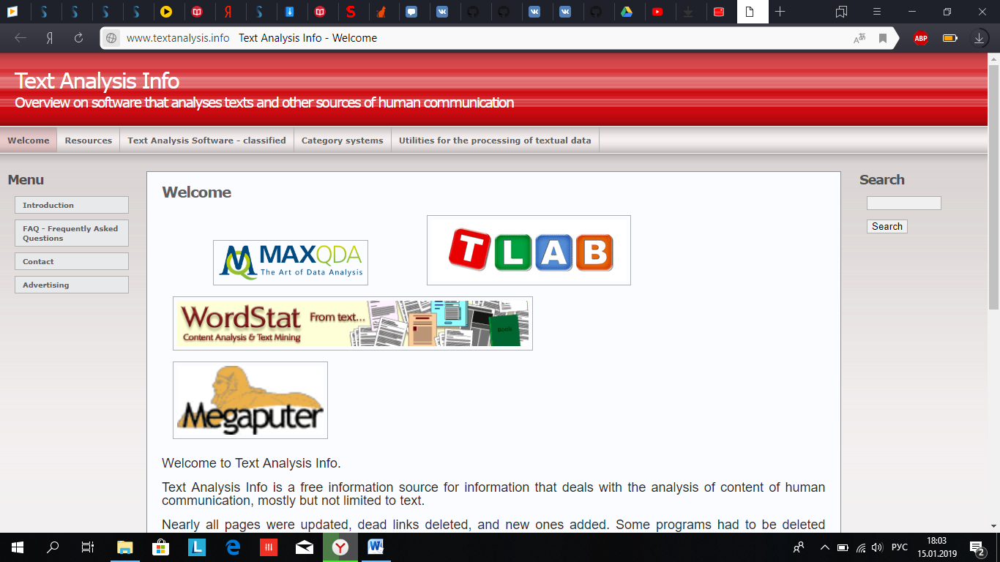 www.textanalysis.info Text Analysis Info - Welcome
ABP
Text Analysis Info
Overview on software that analyses texts and other sources of human communication
Welcome
Resources
Text Analysis Software - classified
Category systems
Utilities for the processing of textual data
Menu
Introduction
FAQ - Frequently Asked
Questions
Contact
Advertising
Welcome
MAXQDA
The Art of Data Analysis
TLAB
WordStat From text...
Content Analysis & Text Mining
Book
Megaputer
Welcome to Text Analysis Info.
Text Analysis Info is a free information source for information that deals with the analysis of content of human
communication, mostly but not limited to text.
Nearly all pages were updated, dead links deleted, and new ones added. Some programs had to be deleted
Search
Search
РУС
18:03
15.01.2019
2